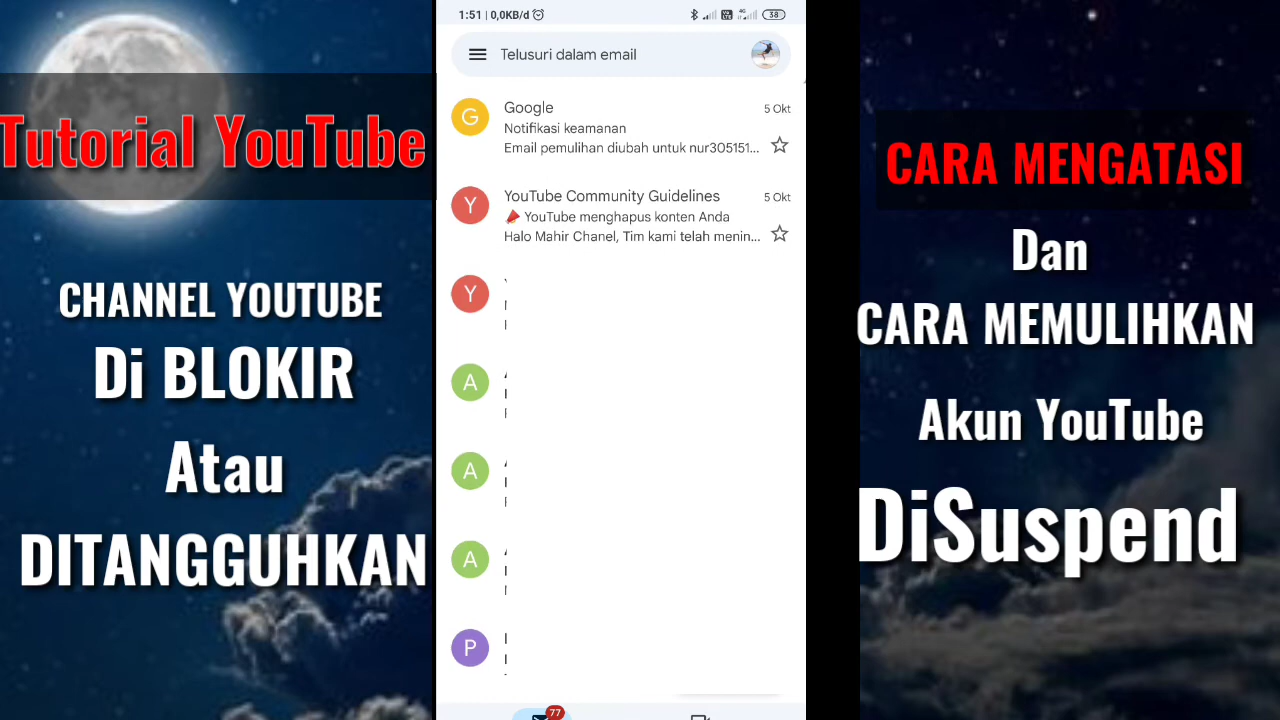 Tutorial YouTube
CHANNEL YOUTUBE
Di BLOKIR
Atau
DITANGGUHKAN
1:51 | 0,0KB/d
4G
38
Telusuri dalam email
G
Google
5 Okt
Notifikasi keamanan
Email pemulihan diubah untuk nur305151...
Y
YouTube Community Guidelines
5 Okt
YouTube menghapus konten Anda
Halo Mahir Chanel, Tim kami telah menin...
Y
A
A
A
P
77
CARA MENGATASI
Dan
CARA MEMULIHKAN
Akun YouTube
DiSuspend